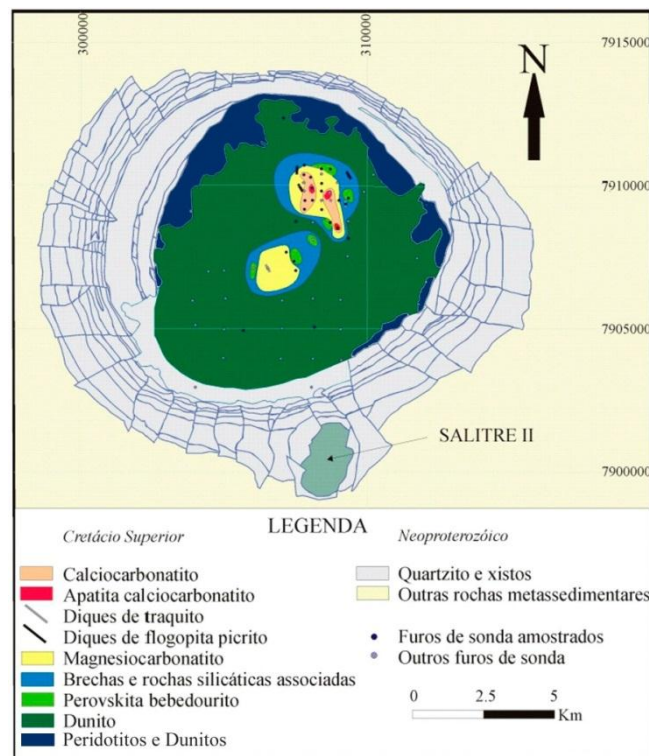 300000
310000
7915000
N
7910000
7905000
SALITRE II
7900000
LEGENDA
Cretácio Superior
Calciocarbonatito
Apatita calciocarbonatito
Diques de traquito
Diques de flogopita picrito
Magnesiocarbonatito
Brechas e rochas silicáticas associadas
Perovskita bebedourito
Dunito
Peridotitos e Dunitos
Neoproterozóico
Quartzito e xistos
Outras rochas metassedimentares
Furos de sonda amostrados
Outros furos de sonda
0 2.5 5
Km